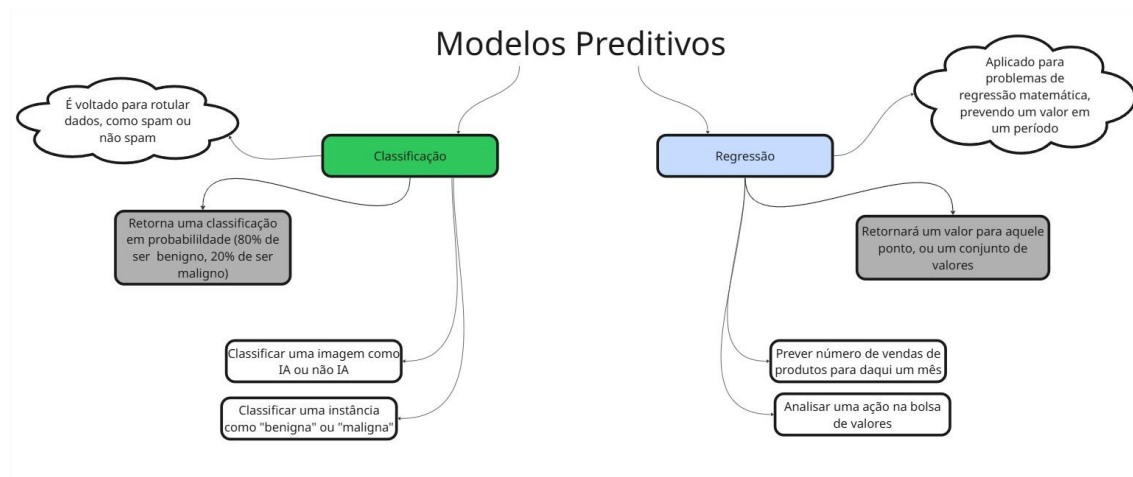 Modelos Preditivos
É voltado para rotular
dados, como spam ou
não spam
Classificação
Retorna uma classificação
em probabilildade (80% de
ser benigno, 20% de ser
maligno)
Classificar uma imagem como
IA ou não IA
Classificar uma instância
como "benigna" ou "maligna"
Aplicado para
problemas de
regressão matemática,
prevendo um valor em
um período
Regressão
Retornará um valor para aquele
ponto, ou um conjunto de
valores
Prever número de vendas de
produtos para daqui um mês
Analisar uma ação na bolsa
de valores